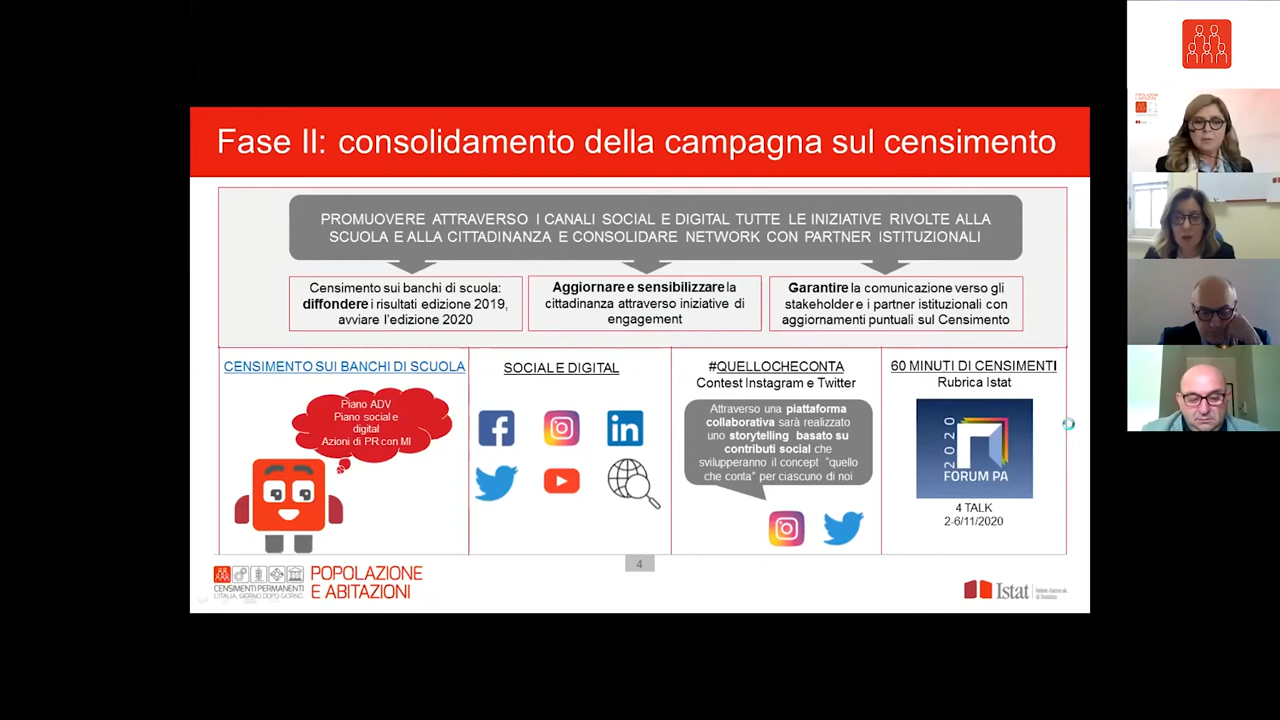 Fase II: consolidamento della campagna sul censimento
PROMUOVERE ATTRAVERSO I CANALI SOCIAL E DIGITAL TUTTE LE INIZIATIVE RIVOLTE ALLA
SCUOLA E ALLA CITTADINANZA E CONSOLIDARE NETWORK CON PARTNER ISTITUZIONALI
Censimento sui banchi di scuola:
diffondere i risultati edizione 2019,
avviare l'edizione 2020
Aggiornare e sensibilizzare la
cittadinanza attraverso iniziative di
engagement
Garantire la comunicazione verso gli
stakeholder e i partner istituzionali con
aggiornamenti puntuali sul Censimento
CENSIMENTO SUI BANCHI DI SCUOLA
Piano ADV
Piano social e
digital
Azioni di PR con MI
SOCIAL E DIGITAL
#QUELLOCHECONTA
Contest Instagram e Twitter
Attraverso una piattaforma
collaborativa sarà realizzato
uno storytelling basato su
contributi social che
svilupperanno il concept "quello
che conta" per ciascuno di noi
60 MINUTI DI CENSIMENTI
Rubrica Istat
2020
FORUM PA
4 TALK
2-6/11/2020
4
CENSIMENTI PERMANENTI
L'ITALIA, GIORNO DOPO GIORNO.
POPOLAZIONE
E ABITAZIONI
Istat